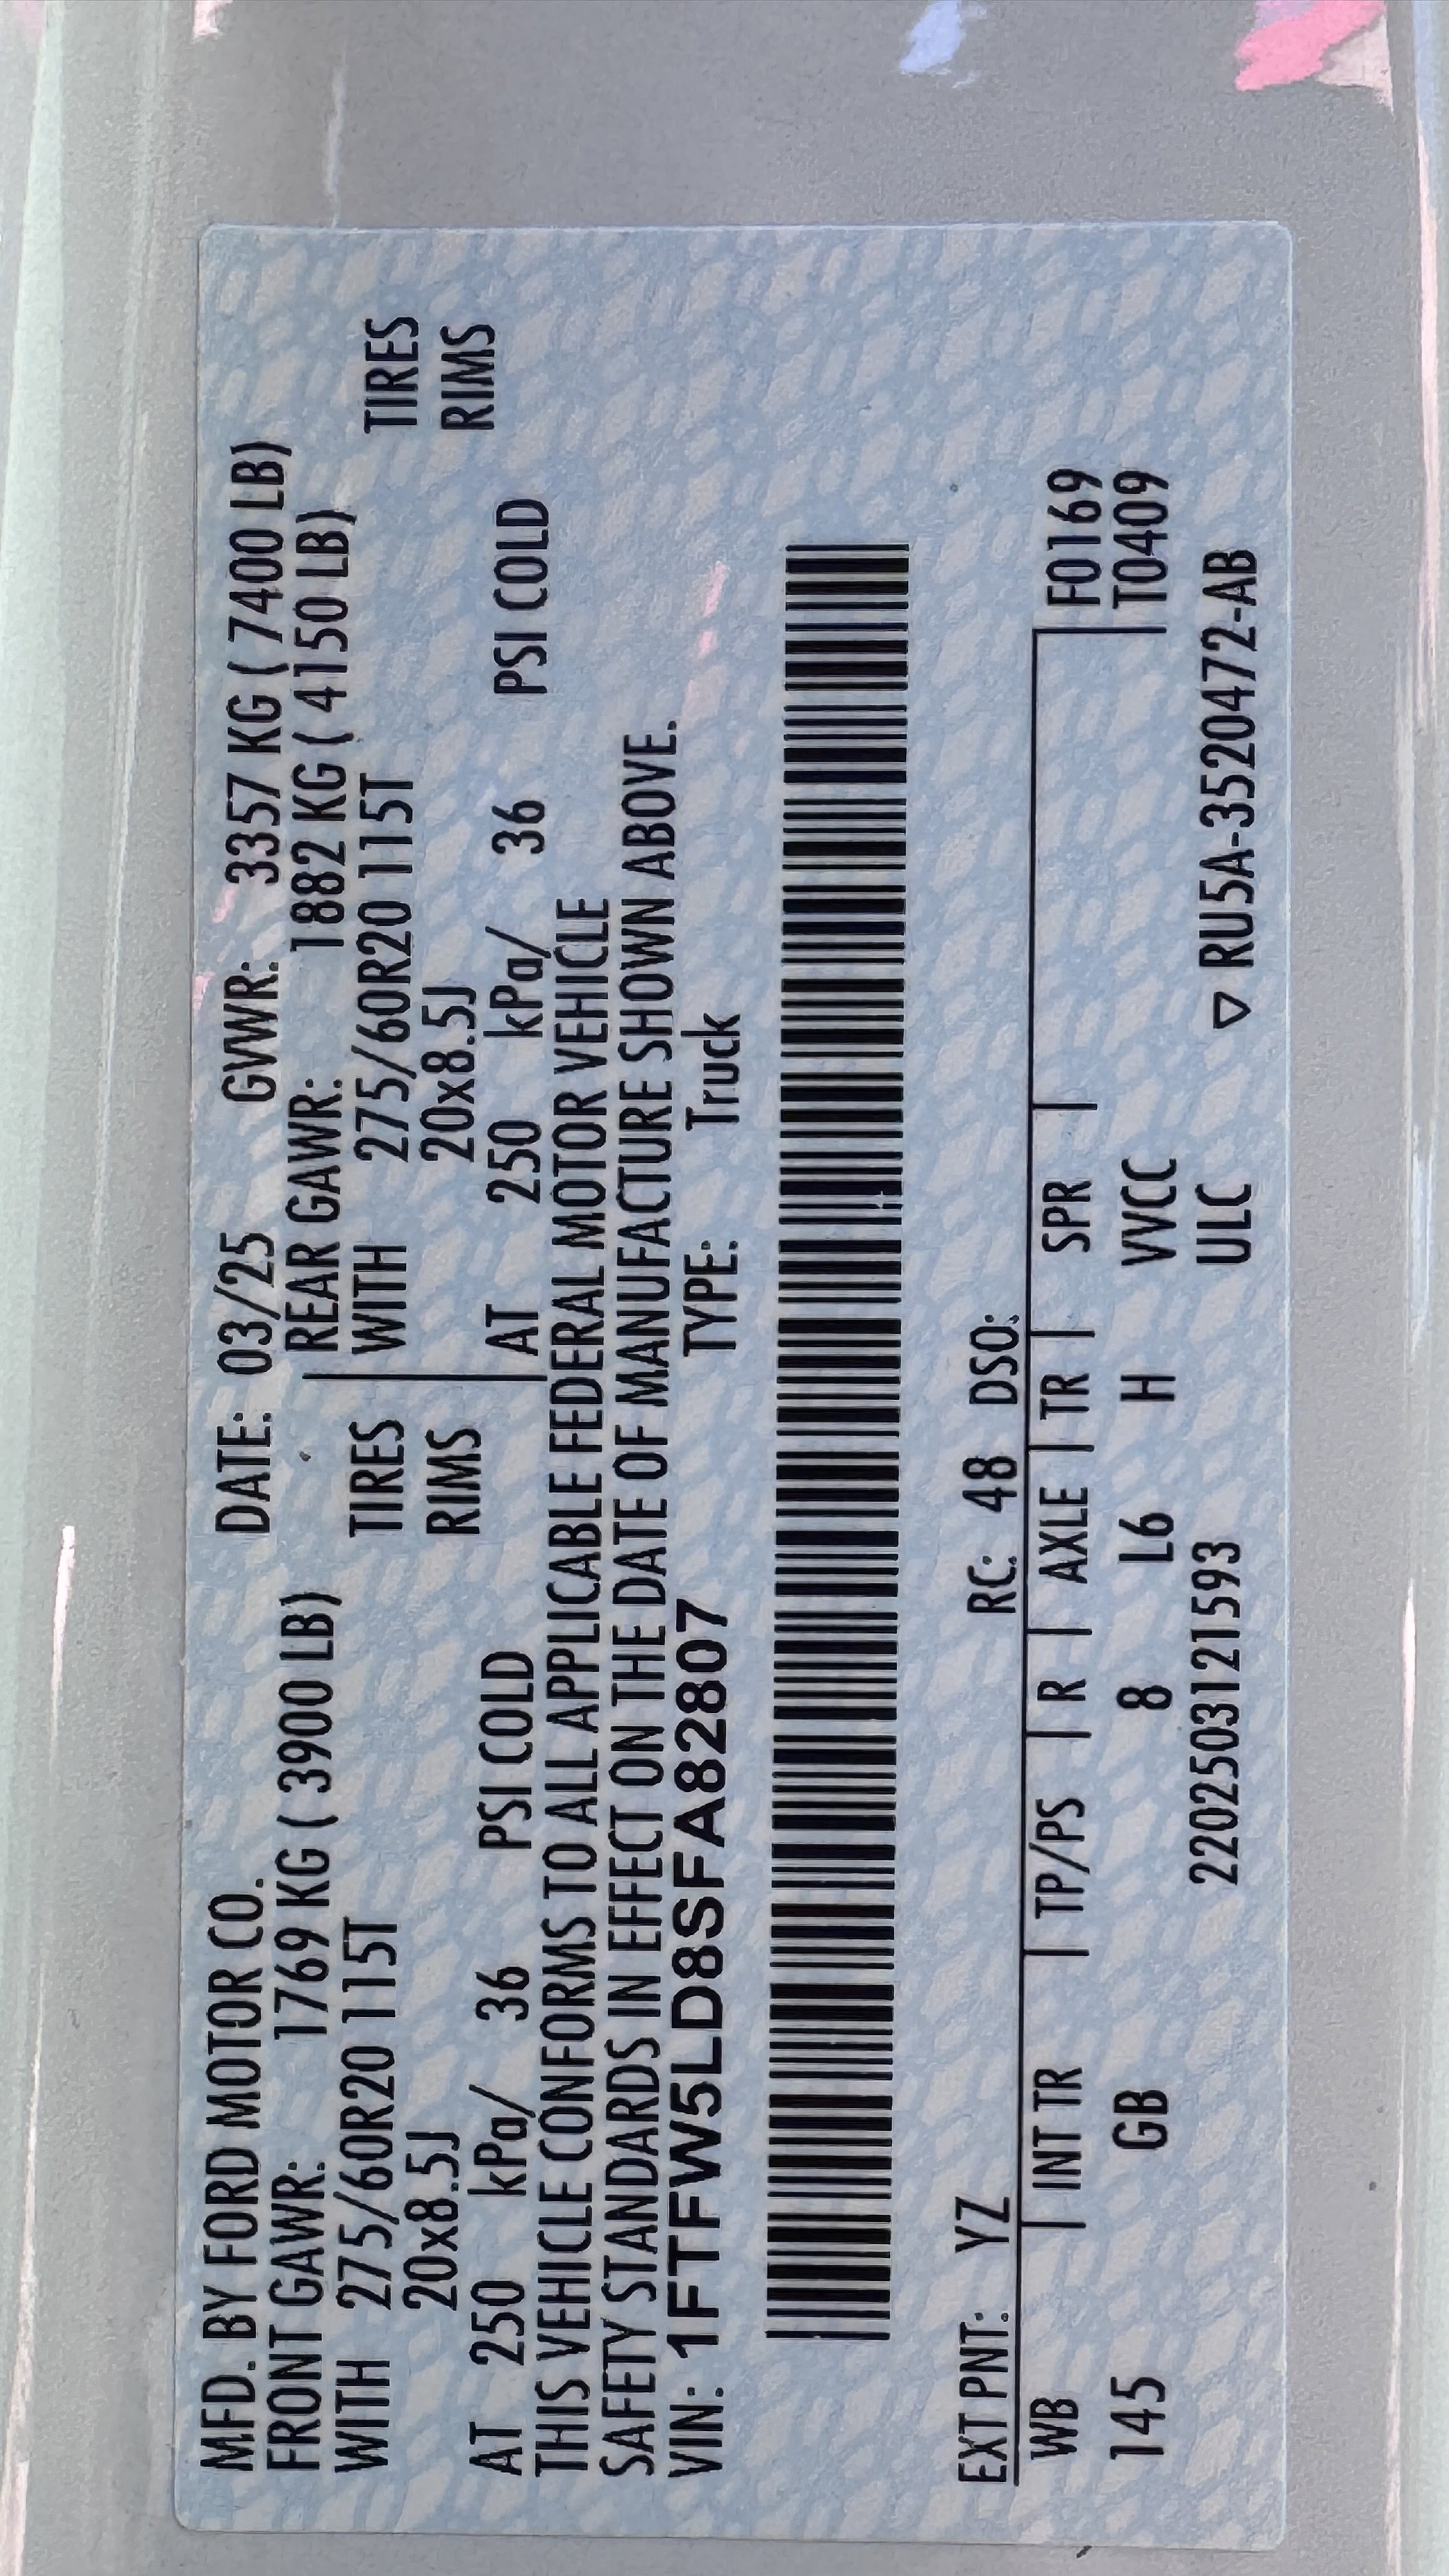 MFD. BY FORD MOTOR CO. DATE: 03/25 GVWR: 3357 KG ( 7400 LB)
FRONT GAWR: 1769 KG ( 3900 LB) REAR GAWR: 1882 KG ( 4150 LB)
WITH 275/60R20 115T TIRES WITH 275/60R20 115T TIRES
20x8.5J RIMS 20x8.5J RIMS
AT 250 kPa/ 36 PSI COLD AT 250 kPa/ 36 PSI COLD
THIS VEHICLE CONFORMS TO ALL APPLICABLE FEDERAL MOTOR VEHICLE
SAFETY STANDARDS IN EFFECT ON THE DATE OF MANUFACTURE SHOWN ABOVE.
VIN: 1FTFW5LD8SFA82807 TYPE: Truck
EXT PNT: YZ RC: 48 DSO:
WB INT TR TP/PS R AXLE TR SPR F0169
145 GB 8 L6 H VVCC T0409
220250312 1593 ULC ▽ RU5A-3520472-AB